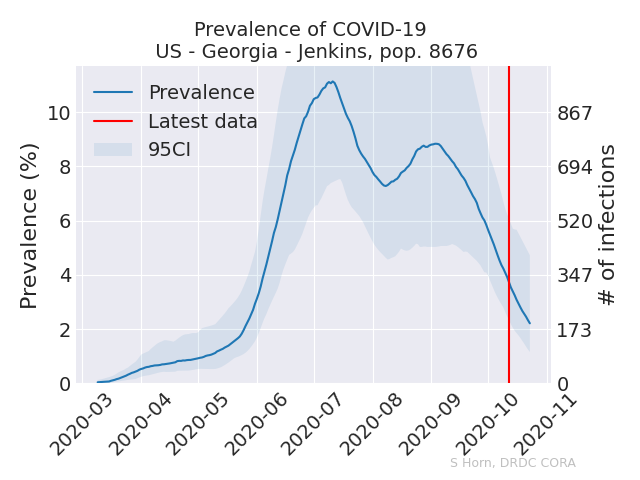 Prevalence of COVID-19
US - Georgia - Jenkins, pop. 8676
Prevalence
Latest data
95CI
Prevalence (%)
10
8
6
4
2
0
867
694
520
347
173
0
# of infections
2020-03
2020-04
2020-05
2020-06
2020-07
2020-08
2020-09
2020-10
2020-11
S Horn, DRDC CORA